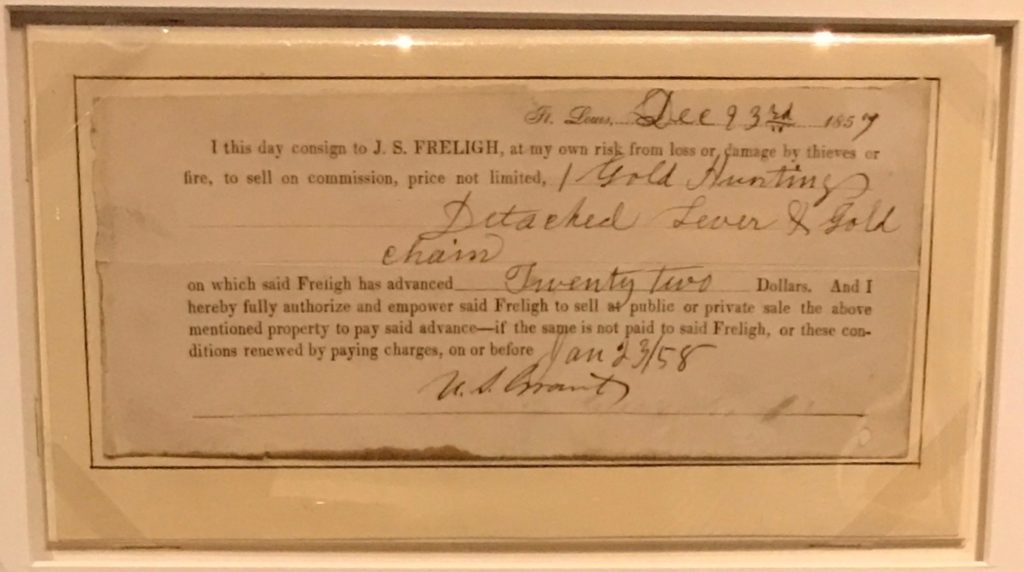 St. Louis, Dec 23rd 1857
I this day consign to J. S. FRELIGH, at my own risk from loss or damage by thieves or
fire, to sell on commission, price not limited, 1 Gold Hunting
Detached Lever & Gold
chain
on which said Freligh has advanced Twenty two Dollars. And I
hereby fully authorize and empower said Freligh to sell at public or private sale the above
mentioned property to pay said advance—if the same is not paid to said Freligh, or these con-
ditions renewed by paying charges, on or before Jan 23/58
U. S. Grant